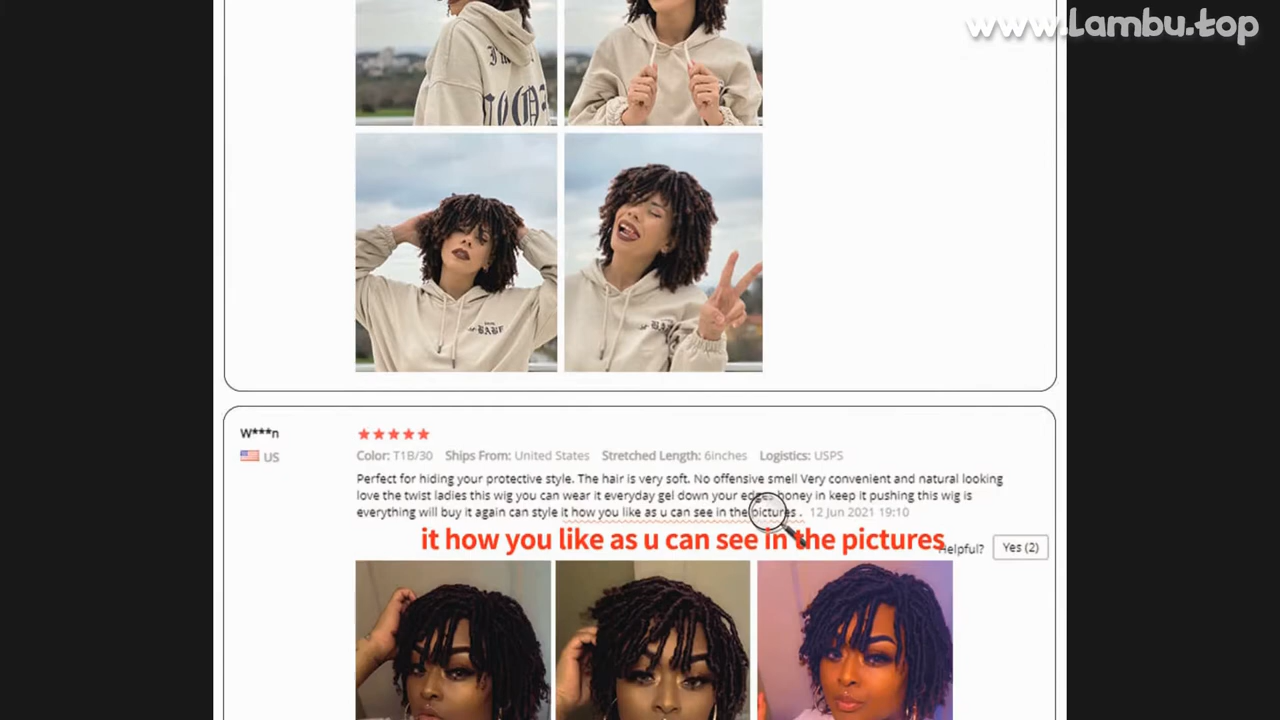 www.Lambu.top
BABE
BAB
W***n
★★★★★
US
Color: T1B/30 Ships From: United States Stretched Length: 6inches Logistics: USPS
Perfect for hiding your protective style. The hair is very soft. No offensive smell Very convenient and natural looking
love the twist ladies this wig you can wear it everyday gel down your edges honey in keep it pushing this wig is
everything will buy it again can style it how you like as u can see in the pictures . 12 Jun 2021 19:10
it how you like as u can see in the pictures
Helpful? Yes (2)